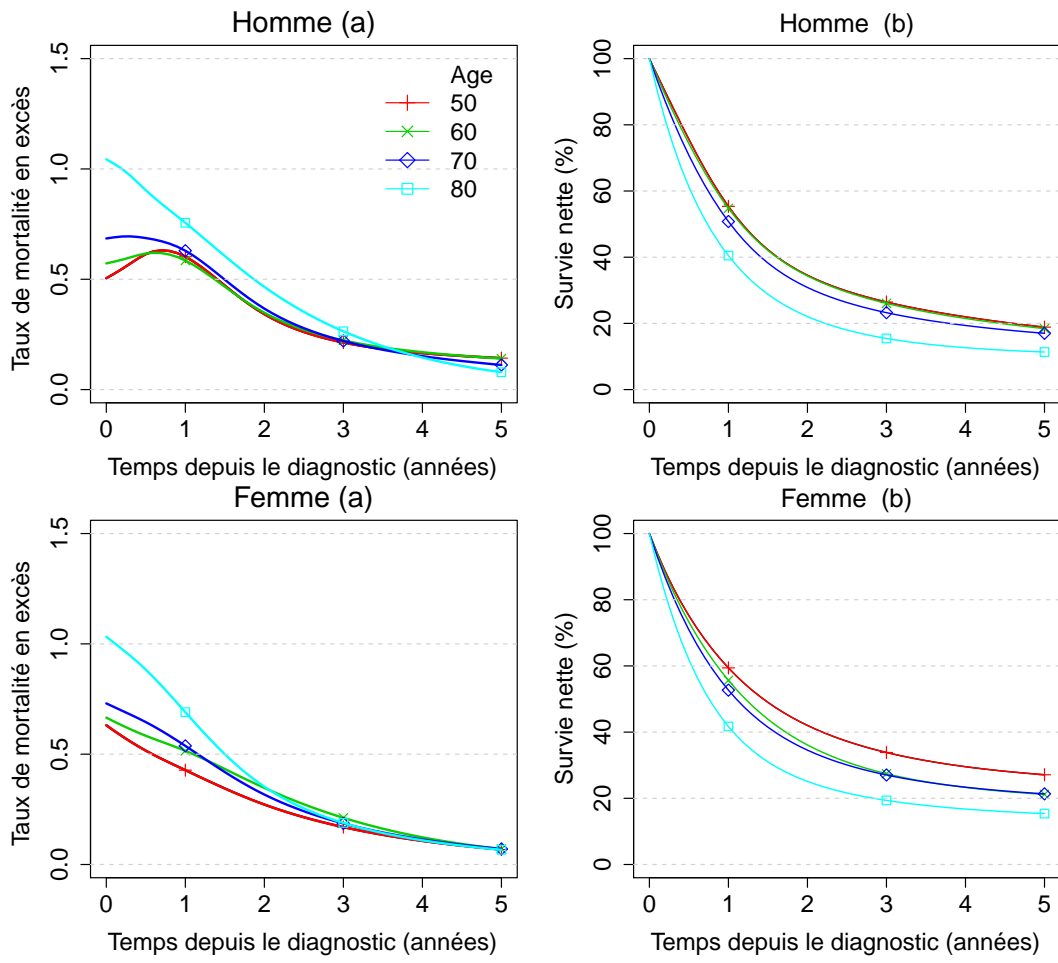 Homme (a)
Taux de mortalité en excès
1.5
1.0
0.5
0.0
Age
50
60
70
80
0 1 2 3 4 5
Temps depuis le diagnostic (années)
Homme (b)
Survie nette (%)
100
80
60
40
20
0
0 1 2 3 4 5
Temps depuis le diagnostic (années)
Femme (a)
Taux de mortalité en excès
1.5
1.0
0.5
0.0
0 1 2 3 4 5
Temps depuis le diagnostic (années)
Femme (b)
Survie nette (%)
100
80
60
40
20
0
0 1 2 3 4 5
Temps depuis le diagnostic (années)